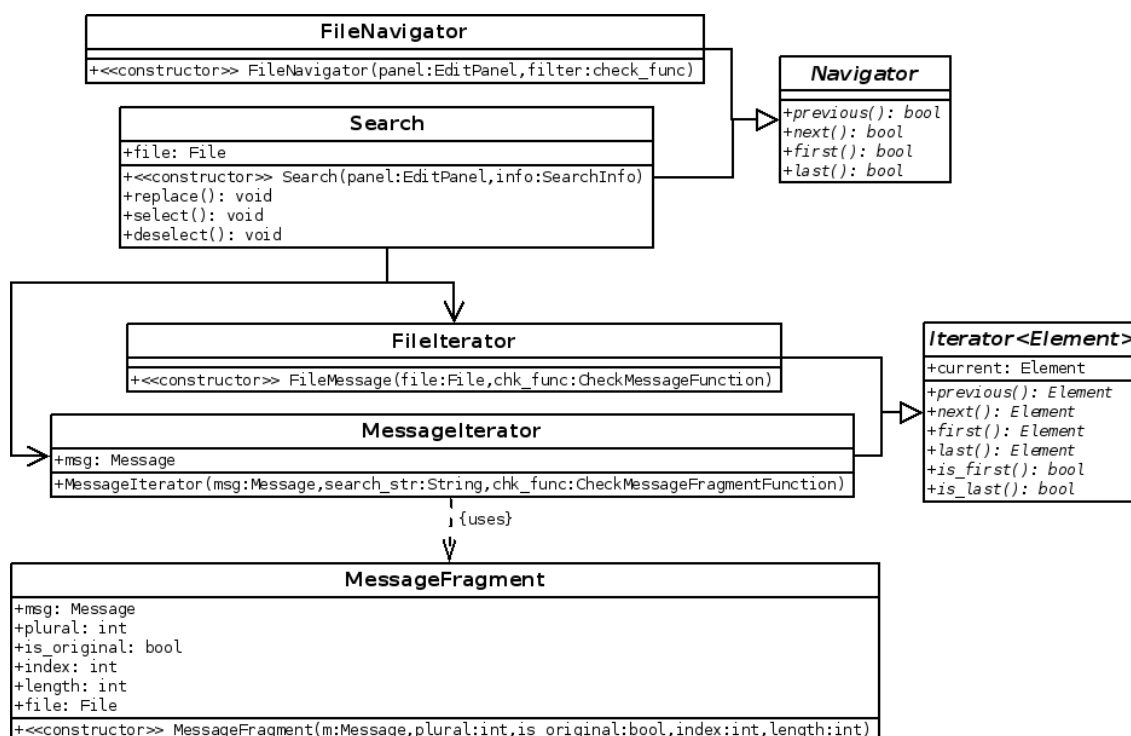 FileNavigator
+<<constructor>> FileNavigator(panel:EditPanel,filter:check_func)
Navigator
+previous(): bool
+next(): bool
+first(): bool
+last(): bool
Search
+file: File
+<<constructor>> Search(panel:EditPanel,info:SearchInfo)
+replace(): void
+select(): void
+deselect(): void
FileIterator
+<<constructor>> FileMessage(file:File,chk_func:CheckMessageFunction)
Iterator<Element>
+current: Element
+previous(): Element
+next(): Element
+first(): Element
+last(): Element
+is_first(): bool
+is_last(): bool
MessageIterator
+msg: Message
+MessageIterator(msg:Message,search_str:String,chk_func:CheckMessageFragmentFunction)
{uses}
MessageFragment
+msg: Message
+plural: int
+is_original: bool
+index: int
+length: int
+file: File
+<<constructor>> MessageFragment(m:Message,plural:int,is_original:bool,index:int,length:int)